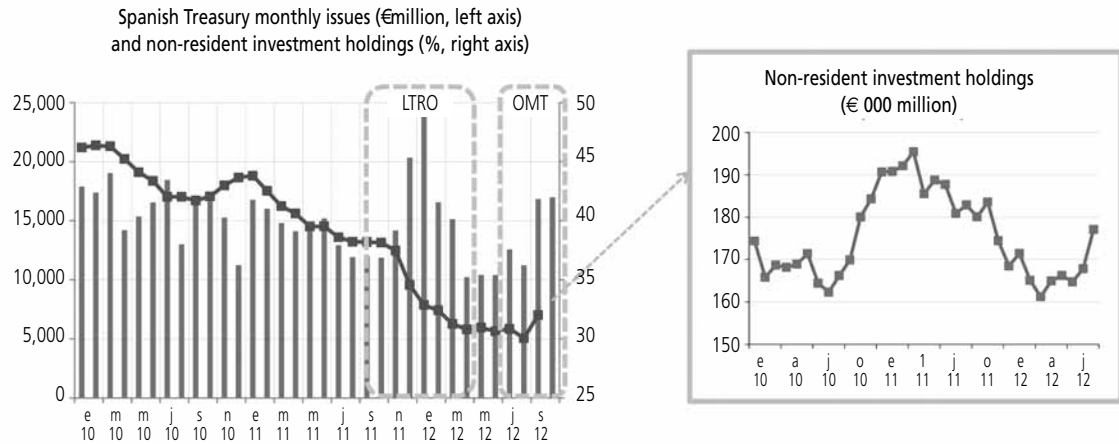 Spanish Treasury monthly issues (€million, left axis)
and non-resident investment holdings (%, right axis)
25,000
20,000
15,000
10,000
5,000
0
LTRO
OMT
50
45
40
35
30
25
e m m j s n e m m j s n e m m j s
10 10 10 10 10 10 11 11 11 11 11 11 12 12 12 12 12
Non-resident investment holdings
(€ 000 million)
200
190
180
170
160
150
e a j o e 1 j o e a j
10 10 10 10 11 11 11 11 12 12 12